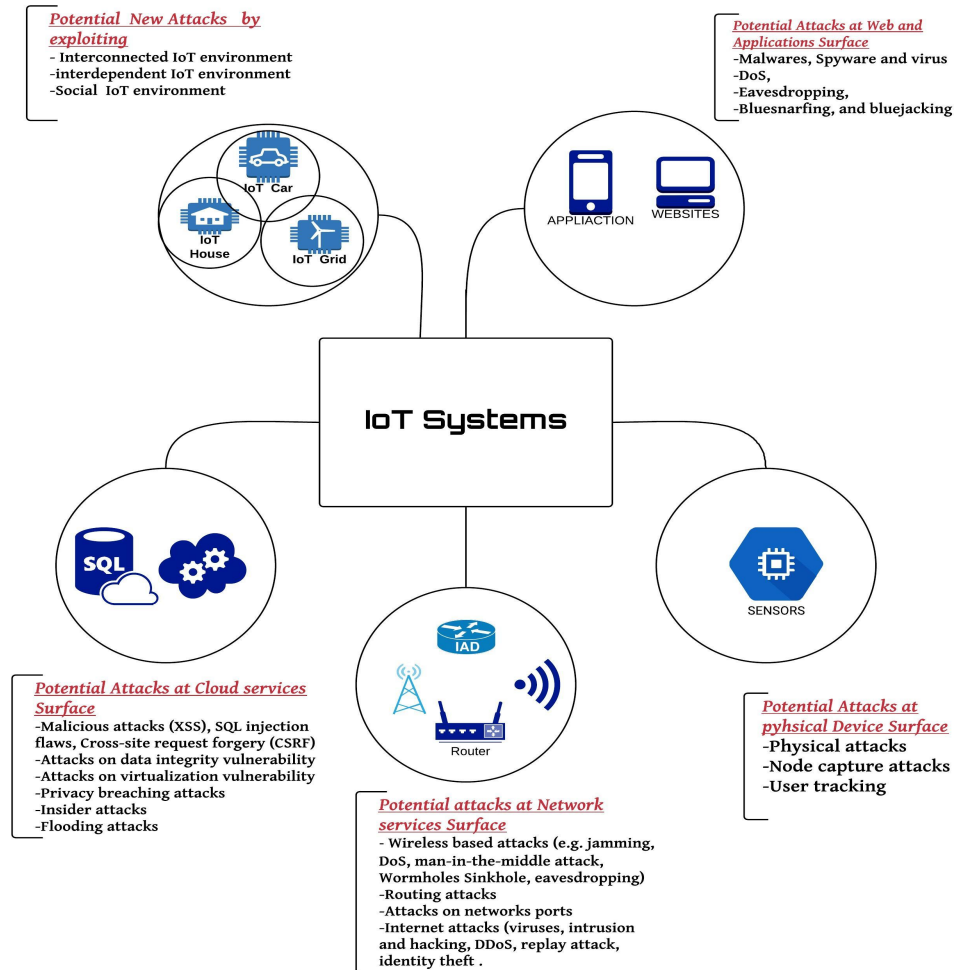 Potential New Attacks by
exploiting
- Interconnected IoT environment
-interdependent IoT environment
-Social IoT environment
Potential Attacks at Web and
Applications Surface
-Malwares, Spyware and virus
-DoS,
-Eavesdropping,
-Bluesnarfing, and bluejacking
IoT Car
IoT
House
IoT Grid
APPLIACTION
WEBSITES
IoT Systems
SQL
IAD
Router
SENSORS
Potential Attacks at Cloud services
Surface
-Malicious attacks (XSS), SQL injection
flaws, Cross-site request forgery (CSRF)
-Attacks on data integrity vulnerability
-Attacks on virtualization vulnerability
-Privacy breaching attacks
-Insider attacks
-Flooding attacks
Potential attacks at Network
services Surface
- Wireless based attacks (e.g. jamming,
DoS, man-in-the-middle attack,
Wormholes Sinkhole, eavesdropping)
-Routing attacks
-Attacks on networks ports
-Internet attacks (viruses, intrusion
and hacking, DDoS, replay attack,
identity theft .
Potential Attacks at
pyhsical Device Surface
-Physical attacks
-Node capture attacks
-User tracking